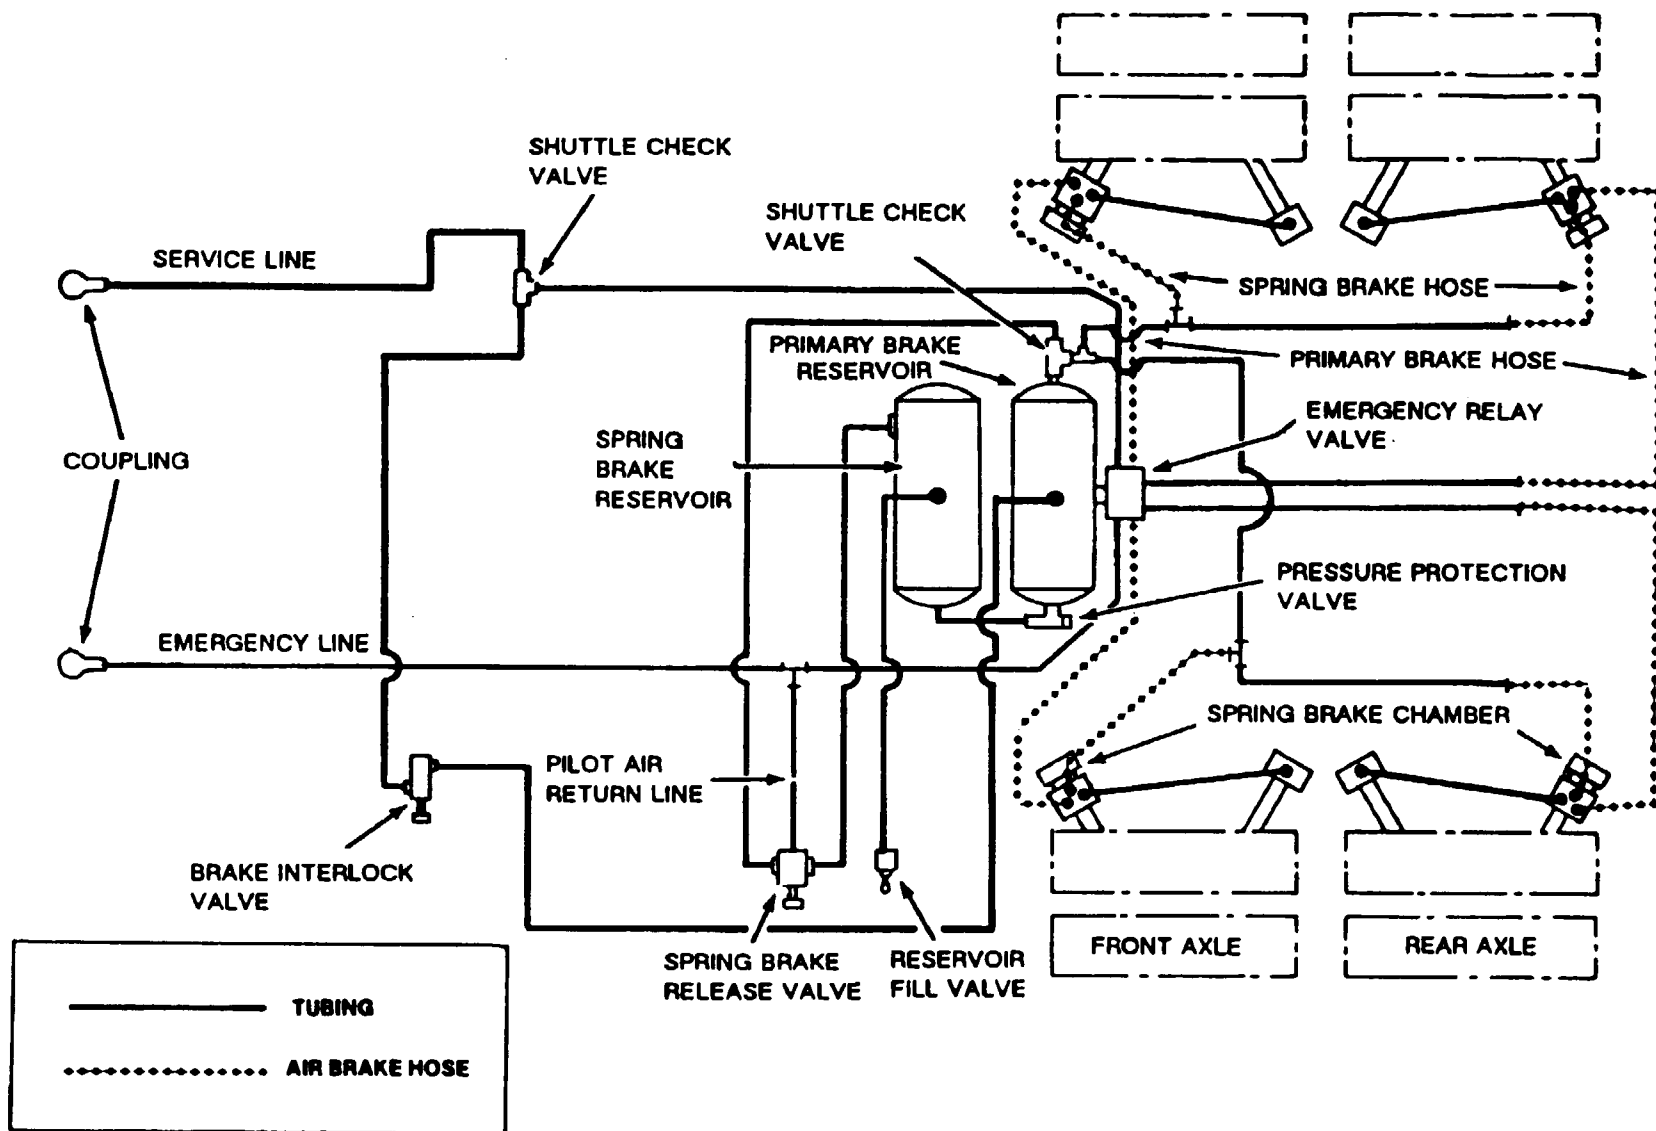 SHUTTLE CHECK
VALVE
SHUTTLE CHECK
VALVE
SERVICE LINE
SPRING BRAKE HOSE
PRIMARY BRAKE
RESERVOIR
PRIMARY BRAKE HOSE
EMERGENCY RELAY
VALVE
COUPLING
SPRING
BRAKE
RESERVOIR
PRESSURE PROTECTION
VALVE
EMERGENCY LINE
SPRING BRAKE CHAMBER
PILOT AIR
RETURN LINE
BRAKE INTERLOCK
VALVE
SPRING BRAKE
RELEASE VALVE
RESERVOIR
FILL VALVE
FRONT AXLE
REAR AXLE
TUBING
AIR BRAKE HOSE